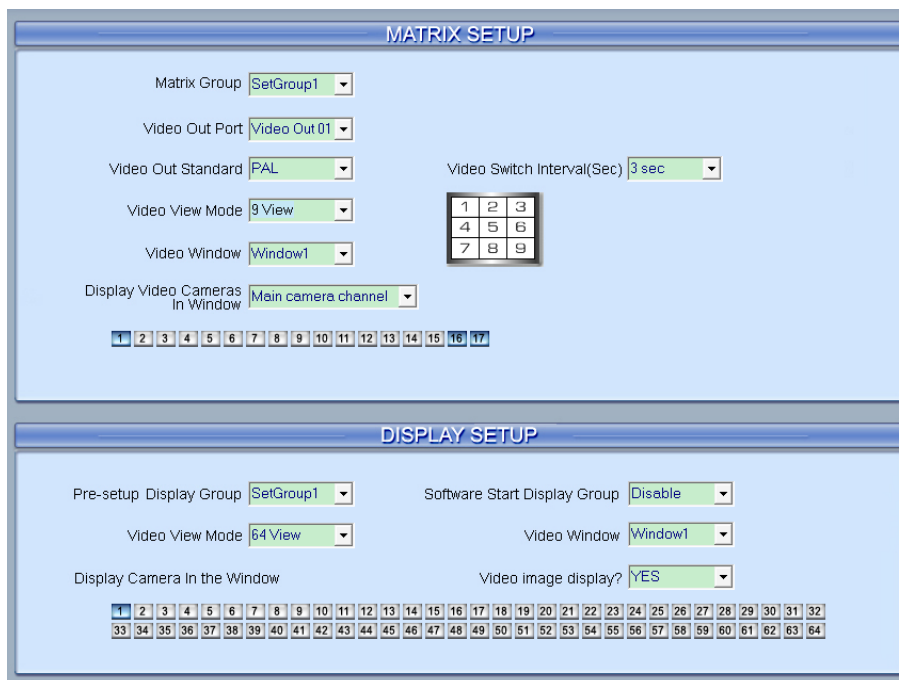 MATRIX SETUP
Matrix Group SetGroup1
Video Out Port Video Out 01
Video Out Standard PAL Video Switch Interval(Sec) 3 sec
Video View Mode 9 View
1 2 3
4 5 6
7 8 9
Video Window Window1
Display Video Cameras
In Window Main camera channel
1 2 3 4 5 6 7 8 9 10 11 12 13 14 15 16 17
DISPLAY SETUP
Pre-setup Display Group SetGroup1 Software Start Display Group Disable
Video View Mode 64 View Video Window Window1
Display Camera In the Window Video image display? YES
1 2 3 4 5 6 7 8 9 10 11 12 13 14 15 16 17 18 19 20 21 22 23 24 25 26 27 28 29 30 31 32
33 34 35 36 37 38 39 40 41 42 43 44 45 46 47 48 49 50 51 52 53 54 55 56 57 58 59 60 61 62 63 64